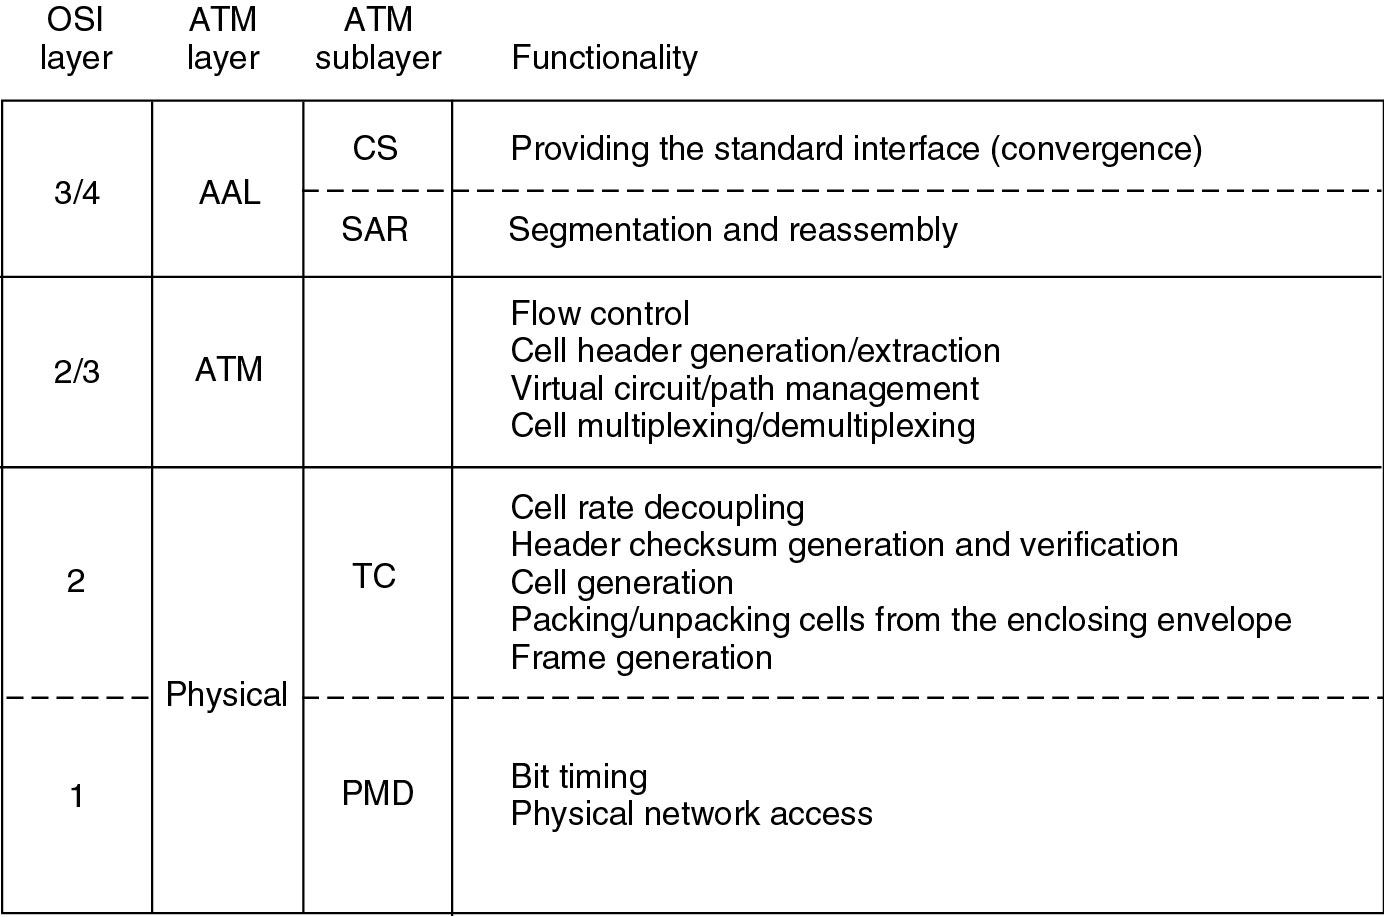 OSI layer ATM layer ATM sublayer Functionality
3/4 AAL CS Providing the standard interface (convergence)
SAR Segmentation and reassembly
2/3 ATM Flow control
Cell header generation/extraction
Virtual circuit/path management
Cell multiplexing/demultiplexing
2 Physical TC Cell rate decoupling
Header checksum generation and verification
Cell generation
Packing/unpacking cells from the enclosing envelope
Frame generation
1 PMD Bit timing
Physical network access